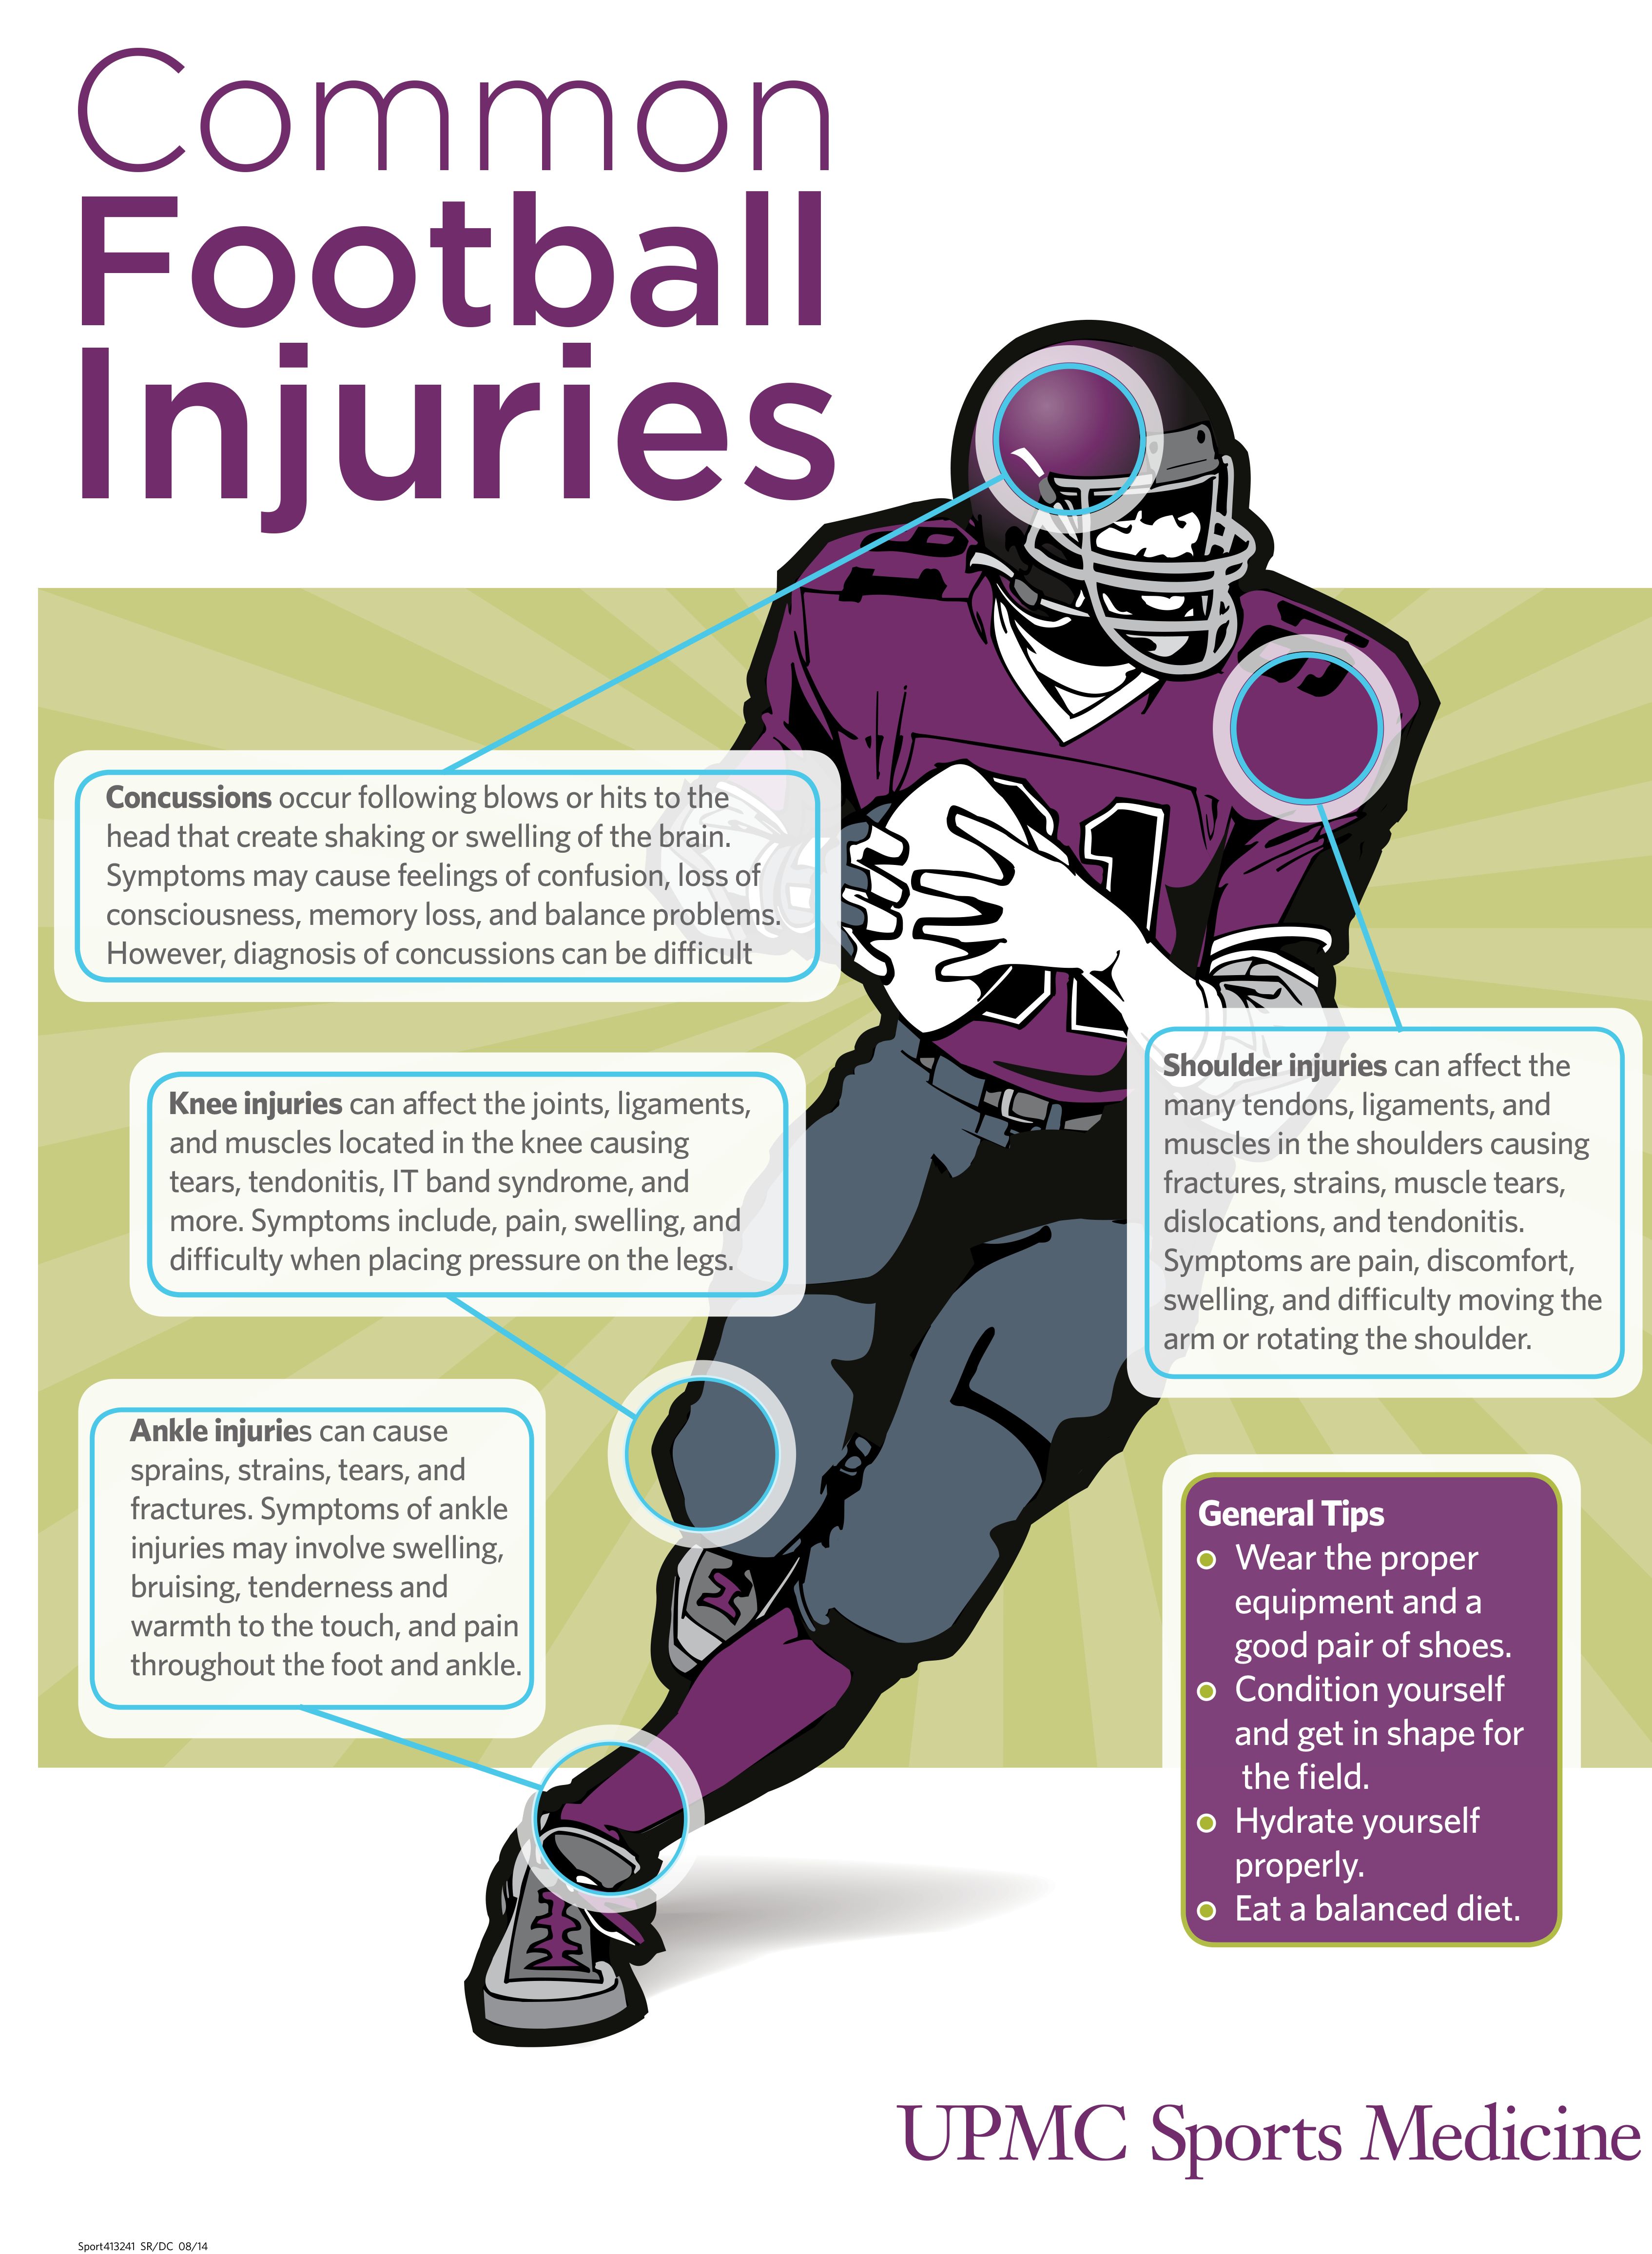 Common
Football
Injuries
Concussions occur following blows or hits to the
head that create shaking or swelling of the brain.
Symptoms may cause feelings of confusion, loss of
consciousness, memory loss, and balance problems.
However, diagnosis of concussions can be difficult
Knee injuries can affect the joints, ligaments,
and muscles located in the knee causing
tears, tendonitis, IT band syndrome, and
more. Symptoms include, pain, swelling, and
difficulty when placing pressure on the legs.
Shoulder injuries can affect the
many tendons, ligaments, and
muscles in the shoulders causing
fractures, strains, muscle tears,
dislocations, and tendonitis.
Symptoms are pain, discomfort,
swelling, and difficulty moving the
arm or rotating the shoulder.
Ankle injuries can cause
sprains, strains, tears, and
fractures. Symptoms of ankle
injuries may involve swelling,
bruising, tenderness and
warmth to the touch, and pain
throughout the foot and ankle.
General Tips
Wear the proper
equipment and a
good pair of shoes.
Condition yourself
and get in shape for
the field.
Hydrate yourself
properly.
Eat a balanced diet.
UPMC Sports Medicine
Sport413241 SR/DC 08/14